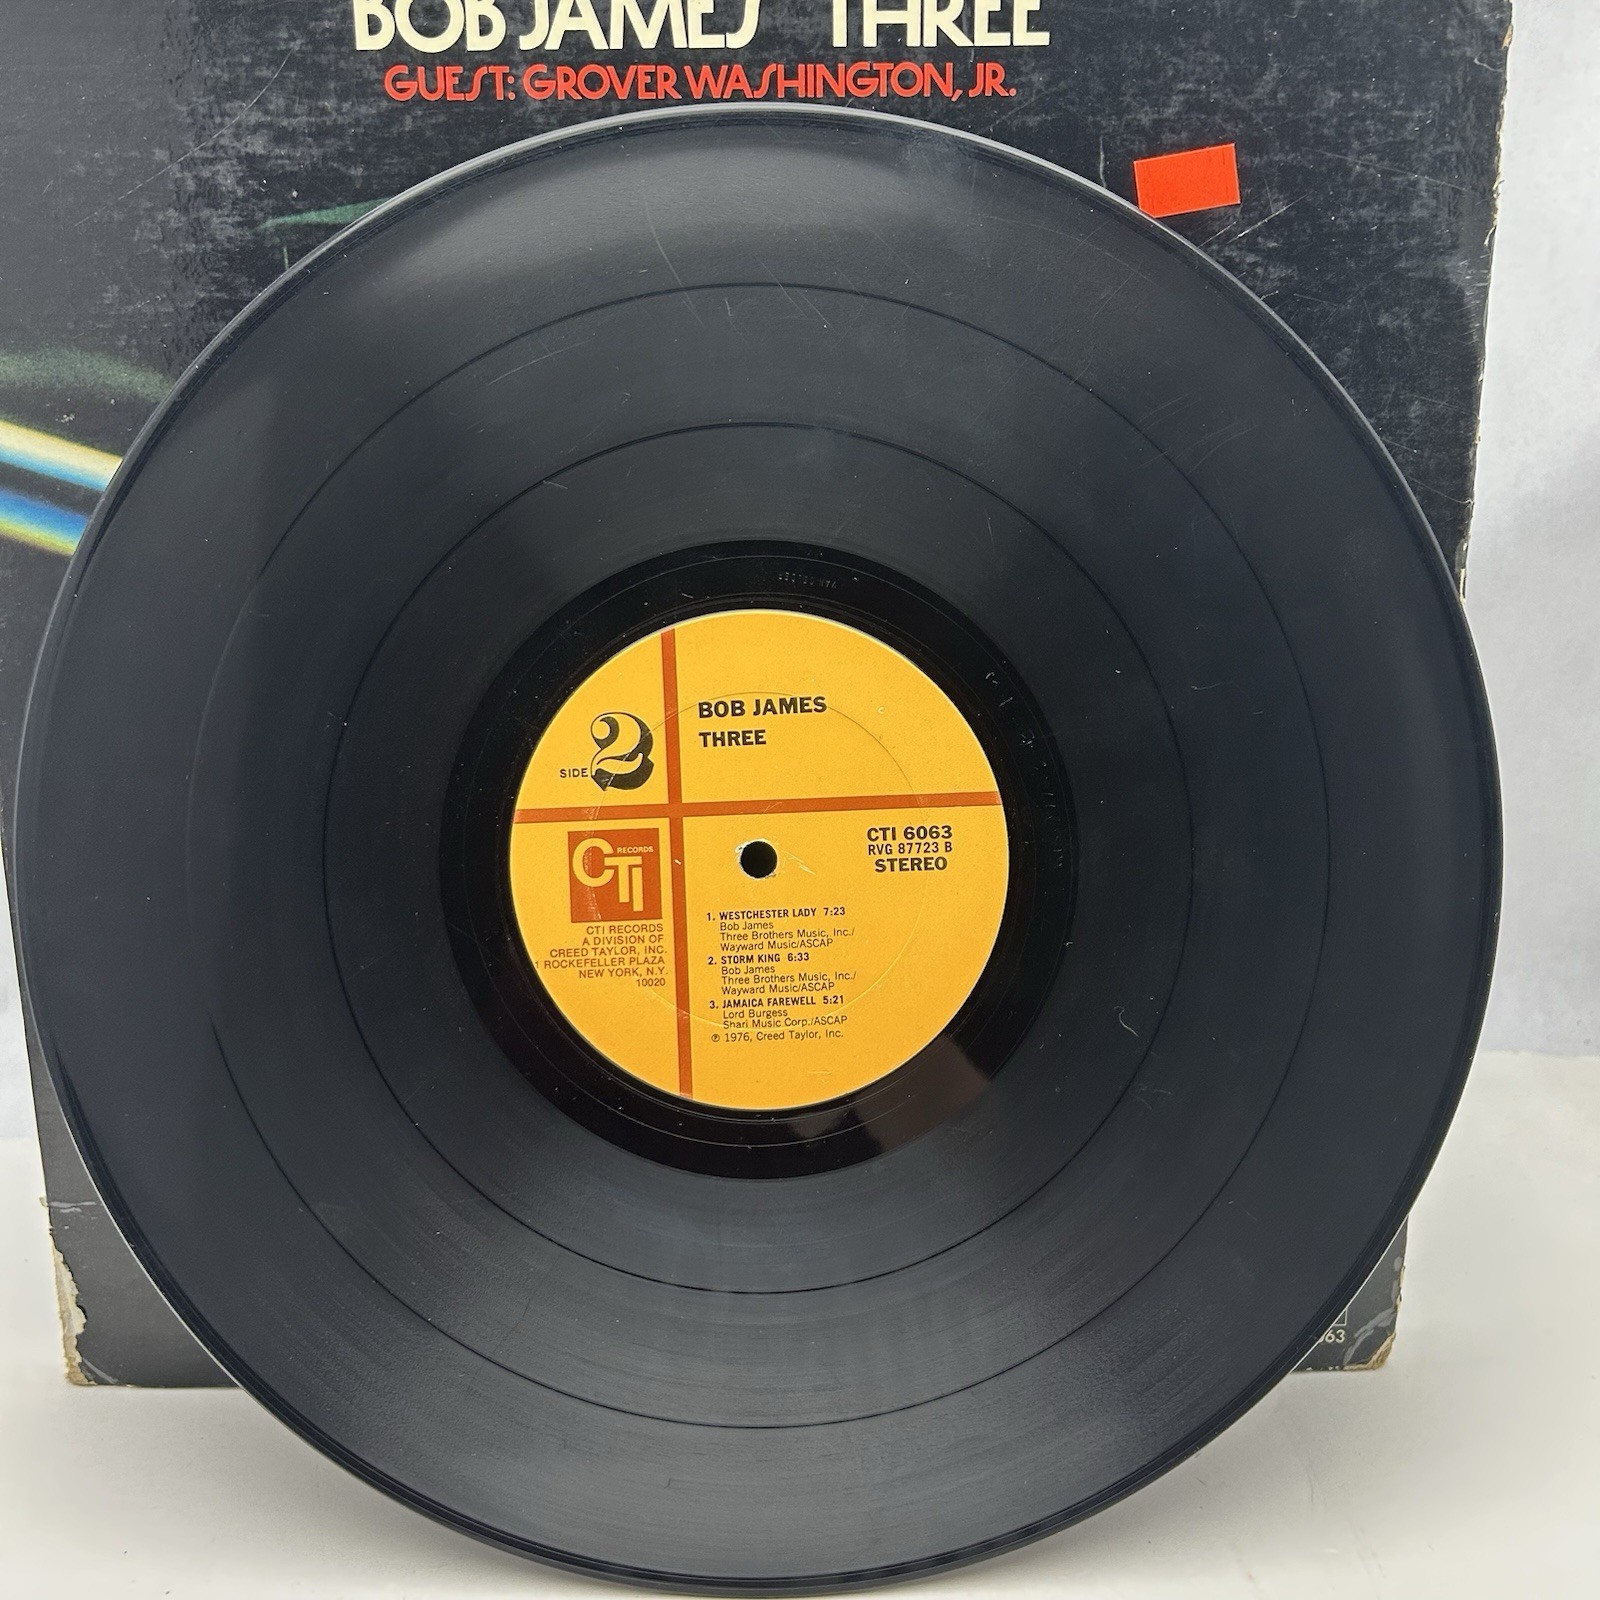 BOB JAMES THREE
GUEST: GROVER WASHINGTON, JR.
BOB JAMES
THREE
SIDE 2
CTI 6063
RVG 87723 B
STEREO
CTI RECORDS
CTI RECORDS
A DIVISION OF
CREED TAYLOR, INC.
1 ROCKEFELLER PLAZA
NEW YORK, N.Y.
10020
1. WESTCHESTER LADY 7:23
Bob James
Three Brothers Music, Inc./
Wayward Music/ASCAP
2. STORM KING 6:33
Bob James
Three Brothers Music, Inc./
Wayward Music/ASCAP
3. JAMAICA FAREWELL 5:21
Lord Burgess
Shari Music Corp./ASCAP
℗ 1976, Creed Taylor, Inc.
63